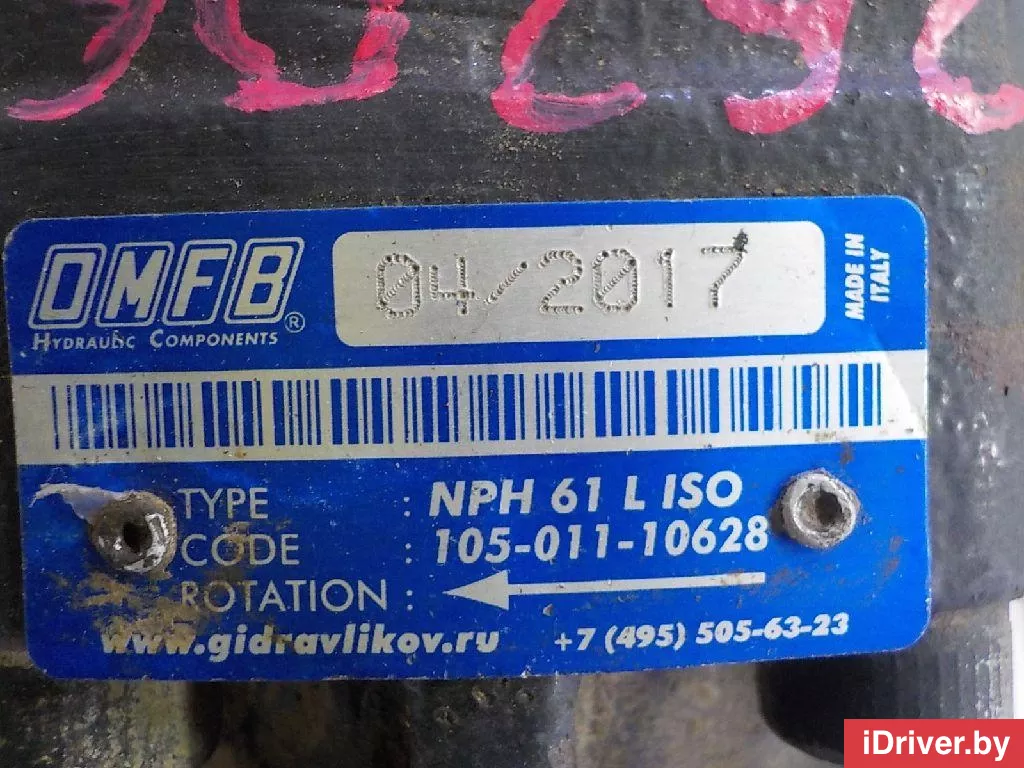 OMFB®
HYDRAULIC COMPONENTS
04/2017
MADE IN
ITALY
TYPE : NPH 61 L ISO
CODE : 105-011-10628
ROTATION :
www.gidravlikov.ru +7 (495) 505-63-23
iDriver.by